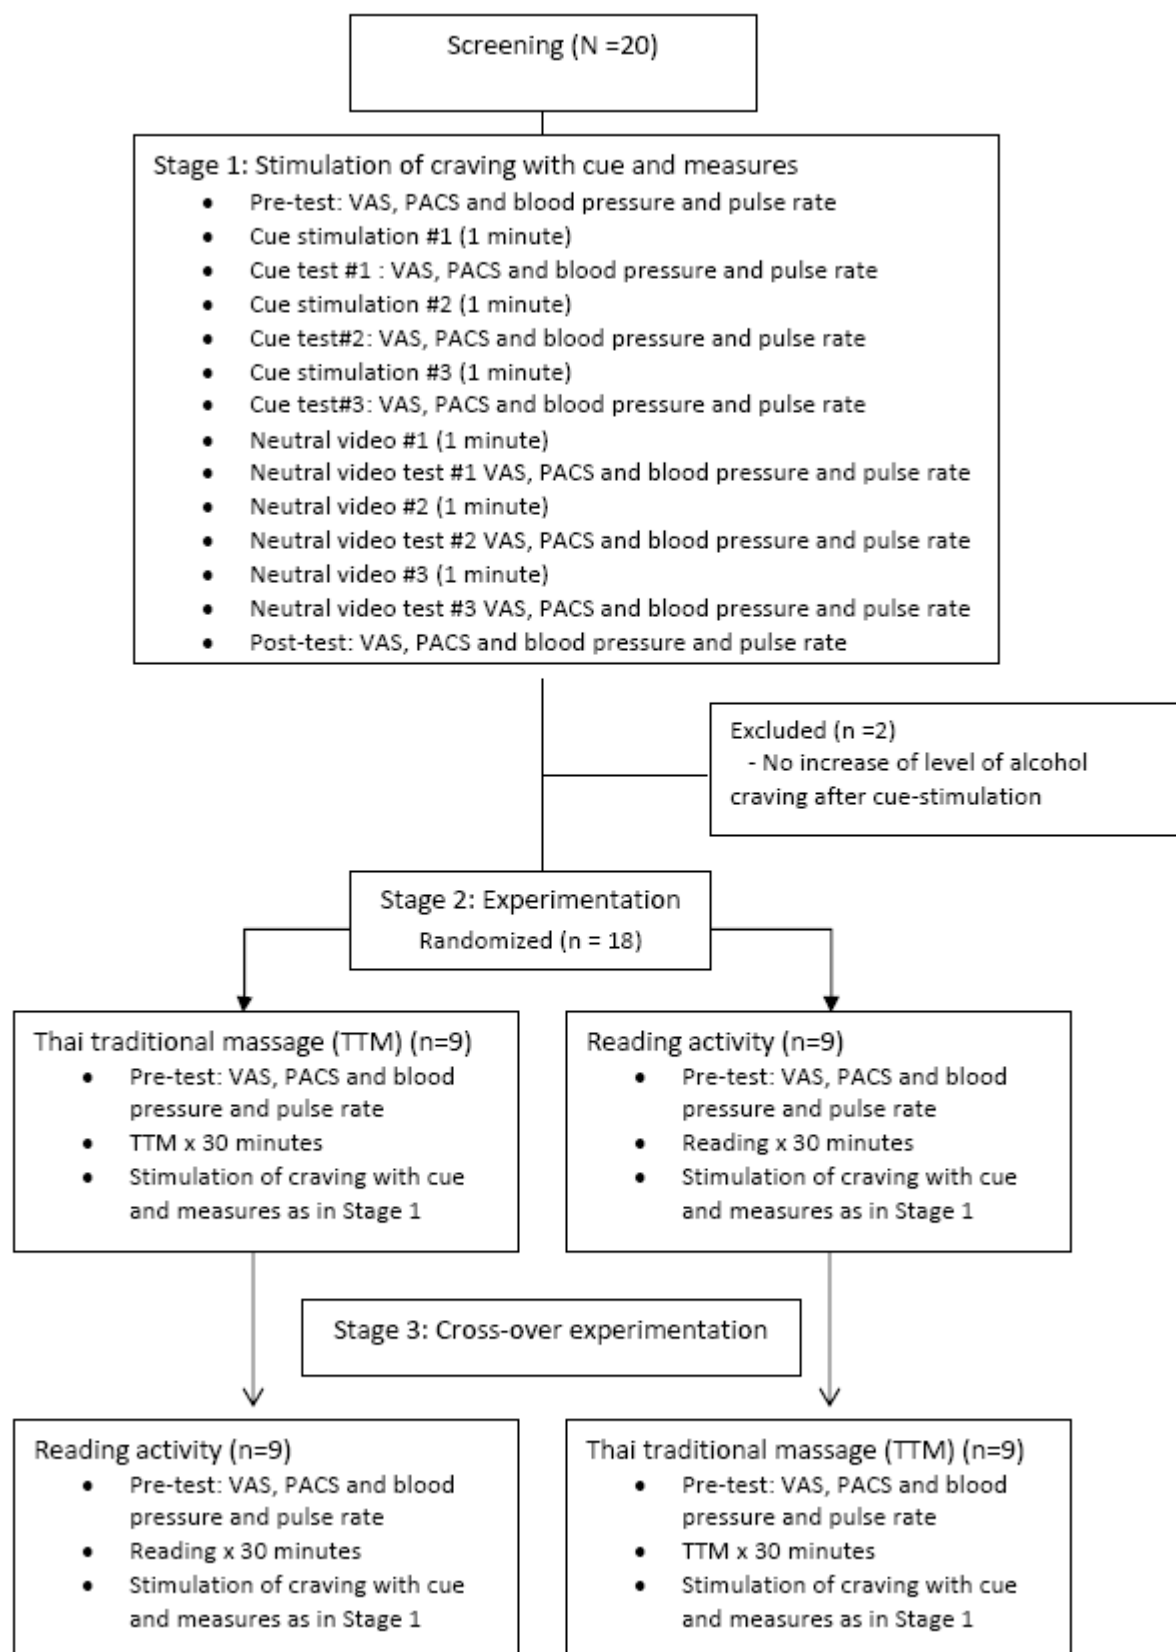 Screening (N =20)
Stage 1: Stimulation of craving with cue and measures
• Pre-test: VAS, PACS and blood pressure and pulse rate
• Cue stimulation #1 (1 minute)
• Cue test #1 : VAS, PACS and blood pressure and pulse rate
• Cue stimulation #2 (1 minute)
• Cue test#2: VAS, PACS and blood pressure and pulse rate
• Cue stimulation #3 (1 minute)
• Cue test#3: VAS, PACS and blood pressure and pulse rate
• Neutral video #1 (1 minute)
• Neutral video test #1 VAS, PACS and blood pressure and pulse rate
• Neutral video #2 (1 minute)
• Neutral video test #2 VAS, PACS and blood pressure and pulse rate
• Neutral video #3 (1 minute)
• Neutral video test #3 VAS, PACS and blood pressure and pulse rate
• Post-test: VAS, PACS and blood pressure and pulse rate
Excluded (n =2)
- No increase of level of alcohol
craving after cue-stimulation
Stage 2: Experimentation
Randomized (n = 18)
Thai traditional massage (TTM) (n=9)
• Pre-test: VAS, PACS and blood
pressure and pulse rate
• TTM x 30 minutes
• Stimulation of craving with cue
and measures as in Stage 1
Reading activity (n=9)
• Pre-test: VAS, PACS and blood
pressure and pulse rate
• Reading x 30 minutes
• Stimulation of craving with cue
and measures as in Stage 1
Stage 3: Cross-over experimentation
Reading activity (n=9)
• Pre-test: VAS, PACS and blood
pressure and pulse rate
• Reading x 30 minutes
• Stimulation of craving with cue
and measures as in Stage 1
Thai traditional massage (TTM) (n=9)
• Pre-test: VAS, PACS and blood
pressure and pulse rate
• TTM x 30 minutes
• Stimulation of craving with cue
and measures as in Stage 1